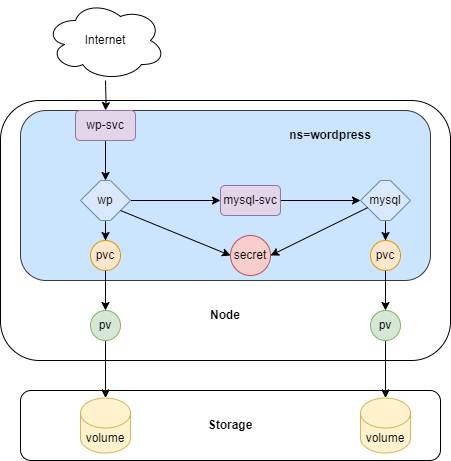 Internet
wp-svc
ns=wordpress
wp
mysql-svc
mysql
pvc
secret
pvc
Node
pv
pv
Storage
volume
volume